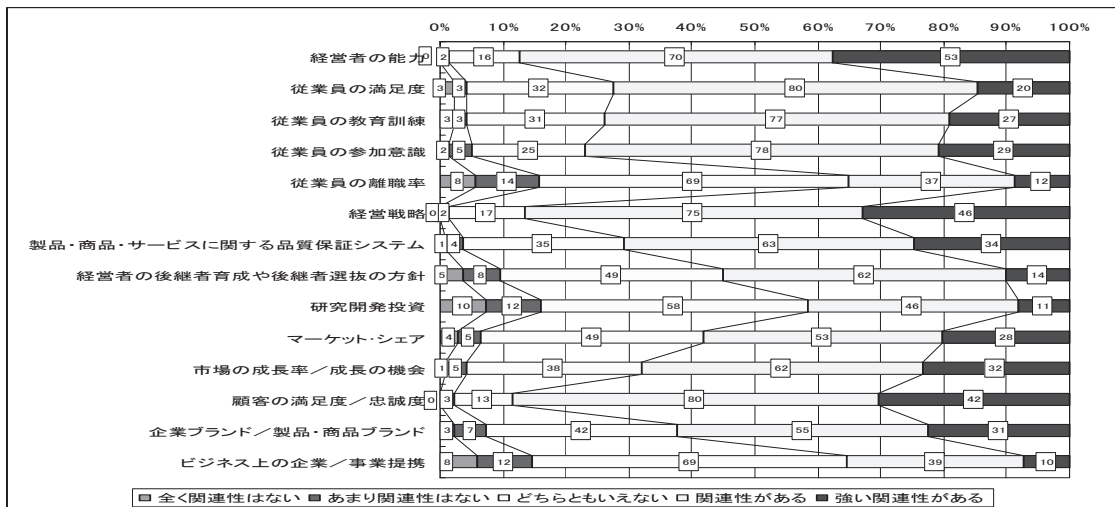 0% 10% 20% 30% 40% 50% 60% 70% 80% 90% 100%
経営者の能力 0 2 16 70 53
従業員の満足度 3 3 32 80 20
従業員の教育訓練 3 3 31 77 27
従業員の参加意識 2 5 25 78 29
従業員の離職率 8 14 69 37 12
経営戦略 0 2 17 75 46
製品・商品・サービスに関する品質保証システム 1 4 35 63 34
経営者の後継者育成や後継者選抜の方針 5 8 49 62 14
研究開発投資 10 12 58 46 11
マーケット・シェア 4 5 49 53 28
市場の成長率／成長の機会 1 5 38 62 32
顧客の満足度／忠誠度 0 3 13 80 42
企業ブランド／製品・商品ブランド 3 7 42 55 31
ビジネス上の企業／事業提携 8 12 69 39 10
全く関連性はない あまり関連性はない どちらともいえない 関連性がある 強い関連性がある